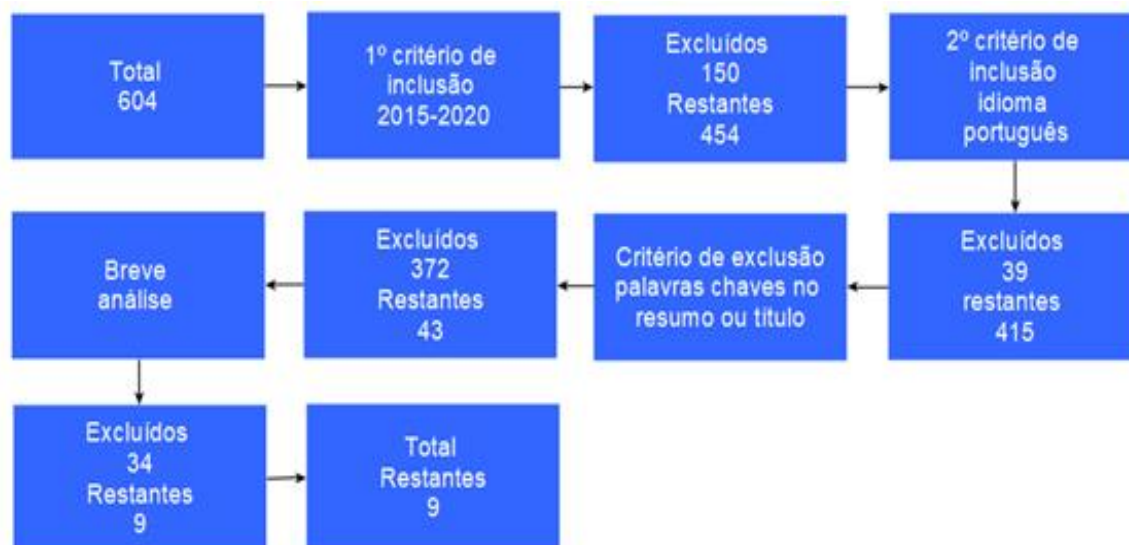 Total
604
1º critério de
inclusão
2015-2020
Excluídos
150
Restantes
454
2º critério de
inclusão
idioma
português
Excluídos
39
restantes
415
Critério de exclusão
palavras chaves no
resumo ou título
Excluídos
372
Restantes
43
Breve
análise
Excluídos
34
Restantes
9
Total
Restantes
9